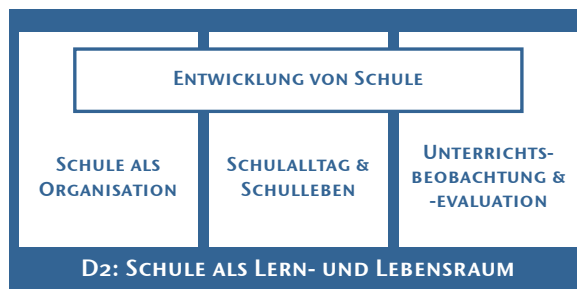 Entwicklung von Schule
Schule als
Organisation
Schulalltag &
Schulleben
Unterrichts-
beobachtung &
-evaluation
D2: Schule als Lern- und Lebensraum